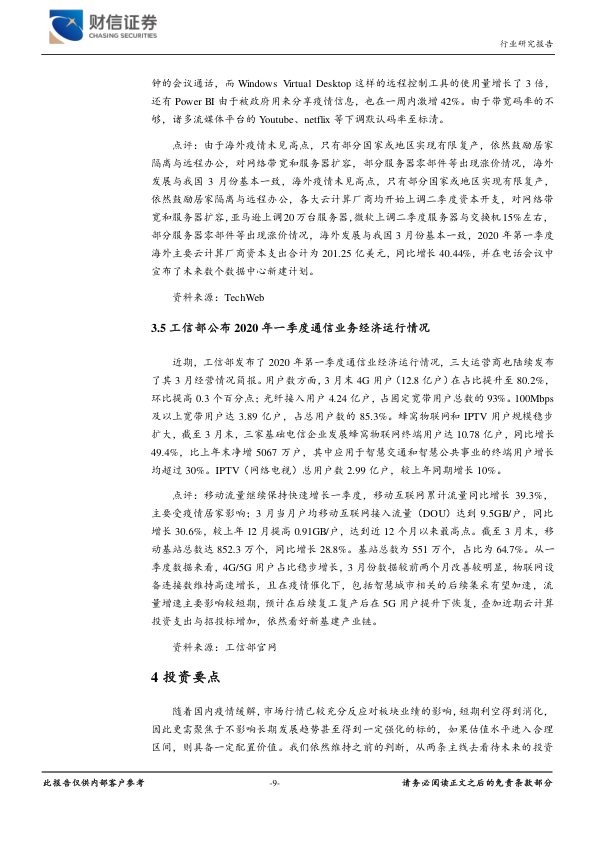 财信证券
CHASING SECURITIES
行业研究报告
钟的会议通话，而 Windows Virtual Desktop 这样的远程控制工具的使用量增长了 3 倍，
还有 Power BI 由于被政府用来分享疫情信息，也在一周内激增 42%。由于带宽码率的不
够，诸多流媒体平台的 Youtube、netflix 等下调默认码率至标清。
点评：由于海外疫情未见高点，只有部分国家或地区实现有限复产，依然鼓励居家
隔离与远程办公，对网络带宽和服务器扩容，部分服务器零部件等出现涨价情况，海外
发展与我国 3 月份基本一致，海外疫情未见高点，只有部分国家或地区实现有限复产，
依然鼓励居家隔离与远程办公，各大云计算厂商均开始上调二季度资本开支，对网络带
宽和服务器扩容,亚马逊上调20 万台服务器,微软上调二季度服务器与交换机15%左右，
部分服务器零部件等出现涨价情况，海外发展与我国 3 月份基本一致，2020 年第一季度
海外主要云计算厂商资本支出合计为 201.25 亿美元，同比增长 40.44%，并在电话会议中
宣布了未来数个数据中心新建计划。
资料来源：TechWeb
3.5 工信部公布 2020 年一季度通信业务经济运行情况
近期，工信部发布了 2020 年第一季度通信业经济运行情况，三大运营商也陆续发布
了其 3 月经营情况简报。用户数方面，3 月末 4G 用户（12.8 亿户）在占比提升至 80.2%，
环比提高 0.3 个百分点；光纤接入用户 4.24 亿户，占固定宽带用户总数的 93%。100Mbps
及以上宽带用户达 3.89 亿户，占总用户数的 85.3%。蜂窝物联网和 IPTV 用户规模稳步
扩大，截至 3 月末，三家基础电信企业发展蜂窝物联网终端用户达 10.78 亿户，同比增长
49.4%，比上年末净增 5067 万户，其中应用于智慧交通和智慧公共事业的终端用户增长
均超过 30%。IPTV（网络电视）总用户数 2.99 亿户，较上年同期增长 10%。
点评：移动流量继续保持快速增长一季度，移动互联网累计流量同比增长 39.3%，
主要受疫情居家影响；3 月当月户均移动互联网接入流量（DOU）达到 9.5GB/户，同比
增长 30.6%，较上年 12 月提高 0.91GB/户，达到近 12 个月以来最高点。截至 3 月末，移
动基站总数达 852.3 万个，同比增长 28.8%。基站总数为 551 万个，占比为 64.7%。从一
季度数据来看，4G/5G 用户占比稳步增长，3 月份数据较前两个月改善较明显，物联网设
备连接数维持高速增长，且在疫情催化下，包括智慧城市相关的后续集采有望加速，流
量增速主要影响较短期，预计在后续复工复产后在 5G 用户提升下恢复，叠加近期云计算
投资支出与招投标增加，依然看好新基建产业链。
资料来源：工信部官网
4 投资要点
随着国内疫情缓解，市场行情已较充分反应对板块业绩的影响，短期利空得到消化，
因此更需聚焦于不影响长期发展趋势甚至得到一定强化的标的，如果估值水平进入合理
区间，则具备一定配置价值。我们依然维持之前的判断，从两条主线去看待未来的投资
此报告仅供内部客户参考
-9-
请务必阅读正文之后的免责条款部分